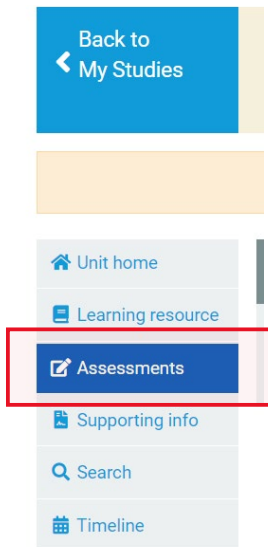 Back to
My Studies
Unit home
Learning resource
Assessments
Supporting info
Search
Timeline